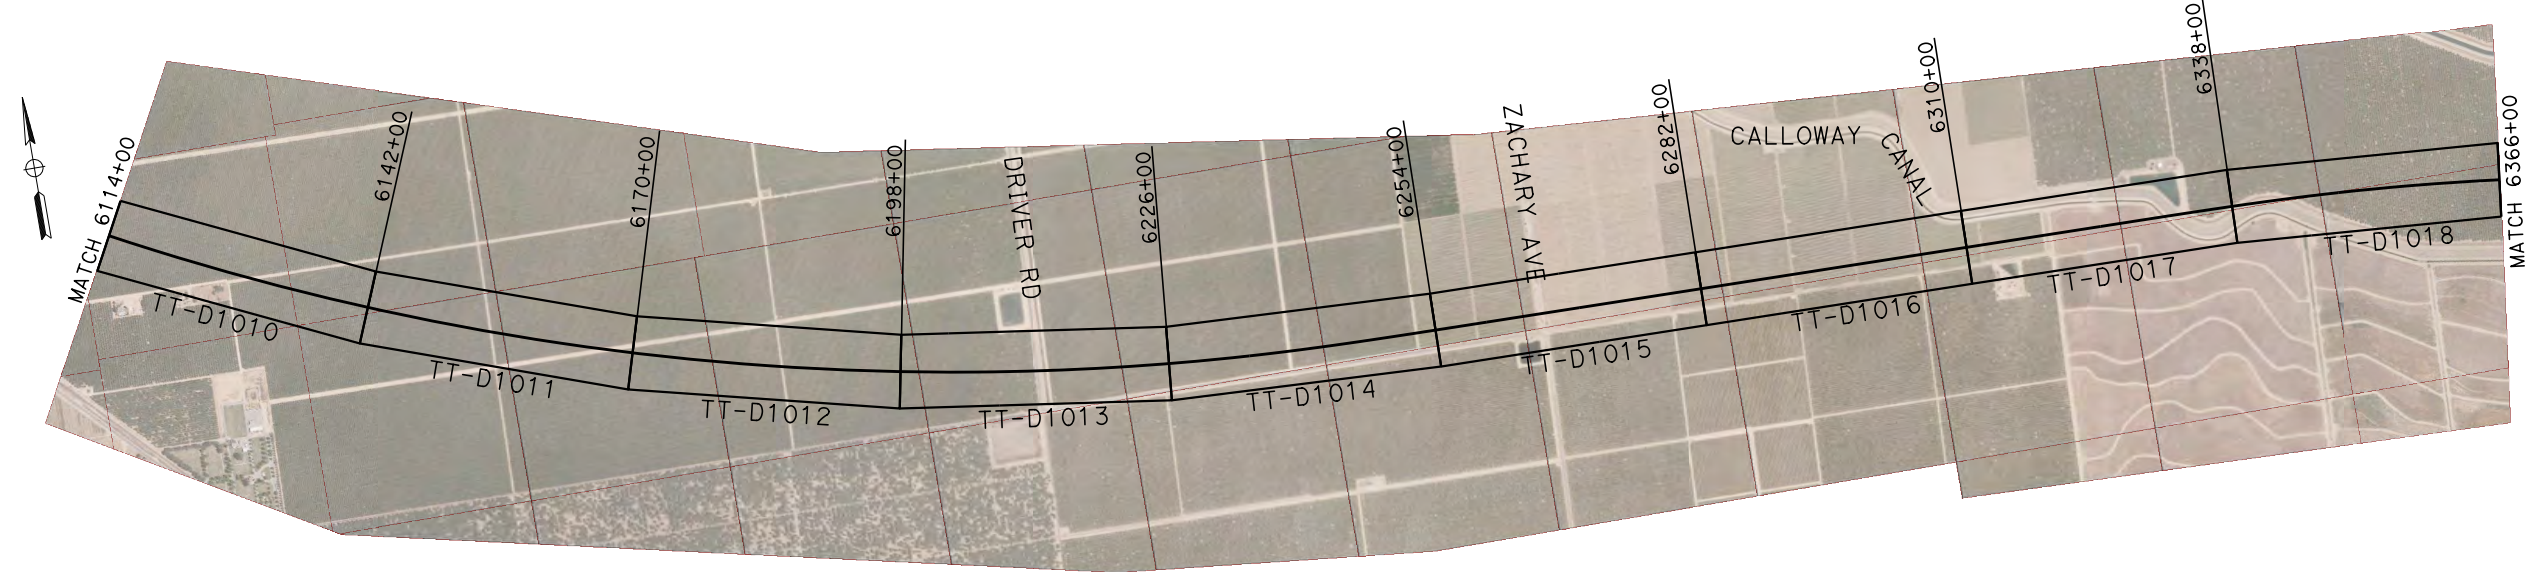 MATCH 6114+00
6142+00
6170+00
6198+00
DRIVER RD
6226+00
6254+00
ZACHARY AVE
6282+00
CALLOWAY
CANAL
6310+00
6338+00
MATCH 6366+00
TT-D1010
TT-D1011
TT-D1012
TT-D1013
TT-D1014
TT-D1015
TT-D1016
TT-D1017
TT-D1018